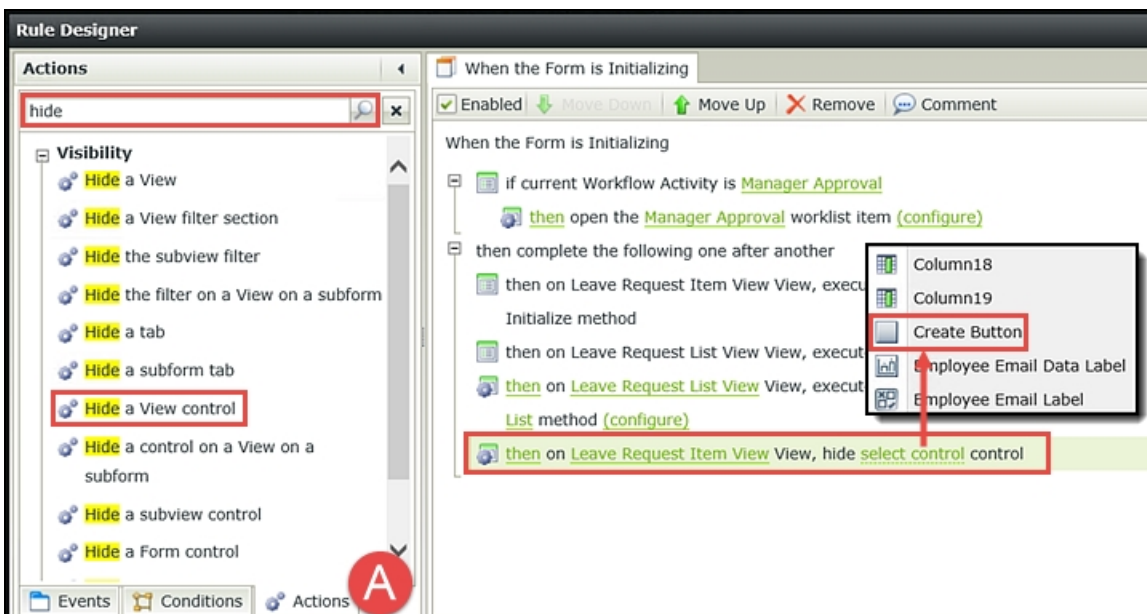 Rule Designer
Actions
hide
Visibility
Hide a View
Hide a View filter section
Hide the subview filter
Hide the filter on a View on a subform
Hide a tab
Hide a subform tab
Hide a View control
Hide a control on a View on a
subform
Hide a subview control
Hide a Form control
Events
Conditions
Actions
A
When the Form is Initializing
Enabled
Move Down
Move Up
Remove
Comment
When the Form is Initializing
if current Workflow Activity is Manager Approval
then open the Manager Approval worklist item (configure)
then complete the following one after another
then on Leave Request Item View View, execu
Initialize method
then on Leave Request List View View, execut
then on Leave Request List View View, execut
List method (configure)
then on Leave Request Item View View, hide select control control
Column18
Column19
Create Button
Employee Email Data Label
Employee Email Label